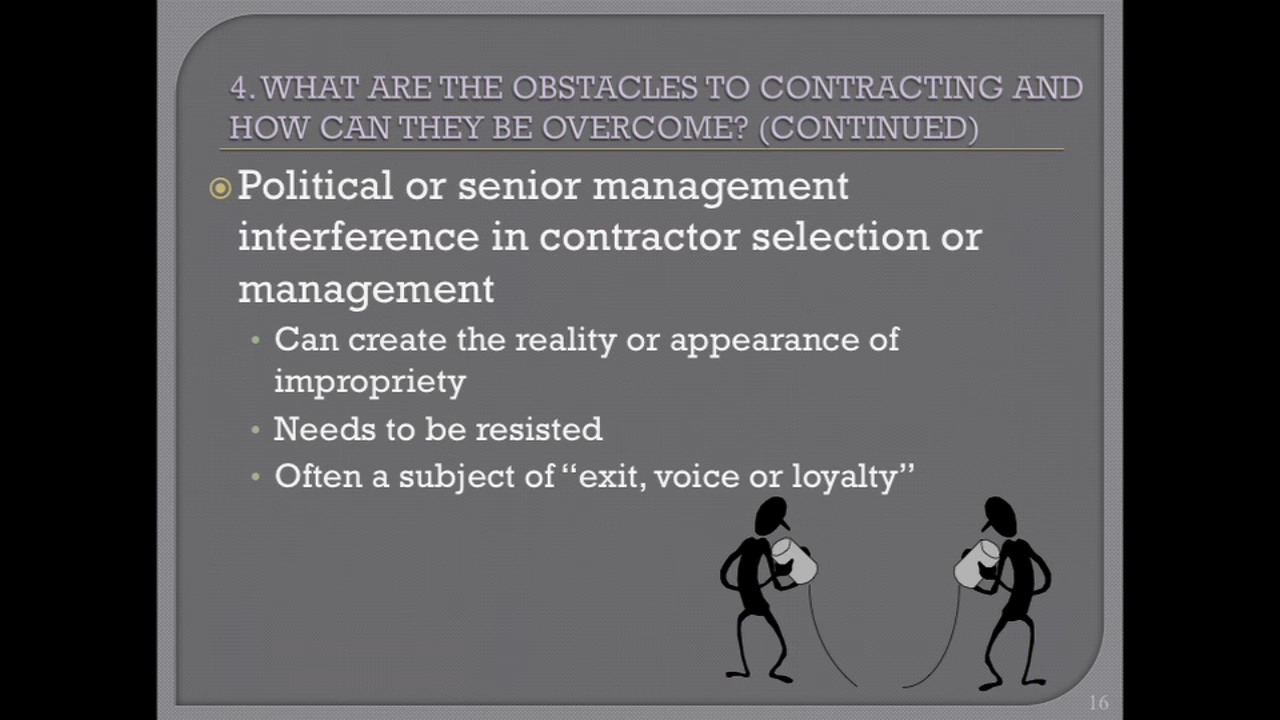 4. WHAT ARE THE OBSTACLES TO CONTRACTING AND
HOW CAN THEY BE OVERCOME? (CONTINUED)
Political or senior management
interference in contractor selection or
management
• Can create the reality or appearance of
impropriety
• Needs to be resisted
• Often a subject of “exit, voice or loyalty”
16